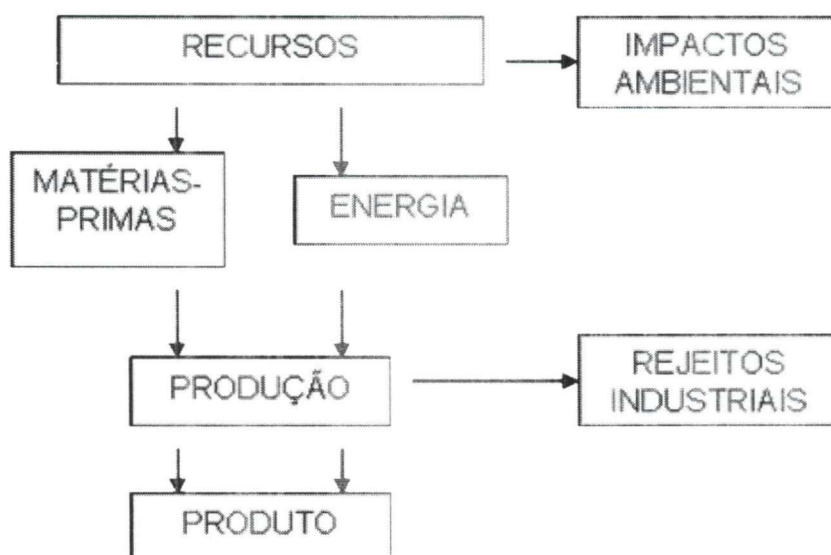 RECURSOS
IMPACTOS
AMBIENTAIS
MATÉRIAS-
PRIMAS
ENERGIA
PRODUÇÃO
REJEITOS
INDUSTRIAIS
PRODUTO